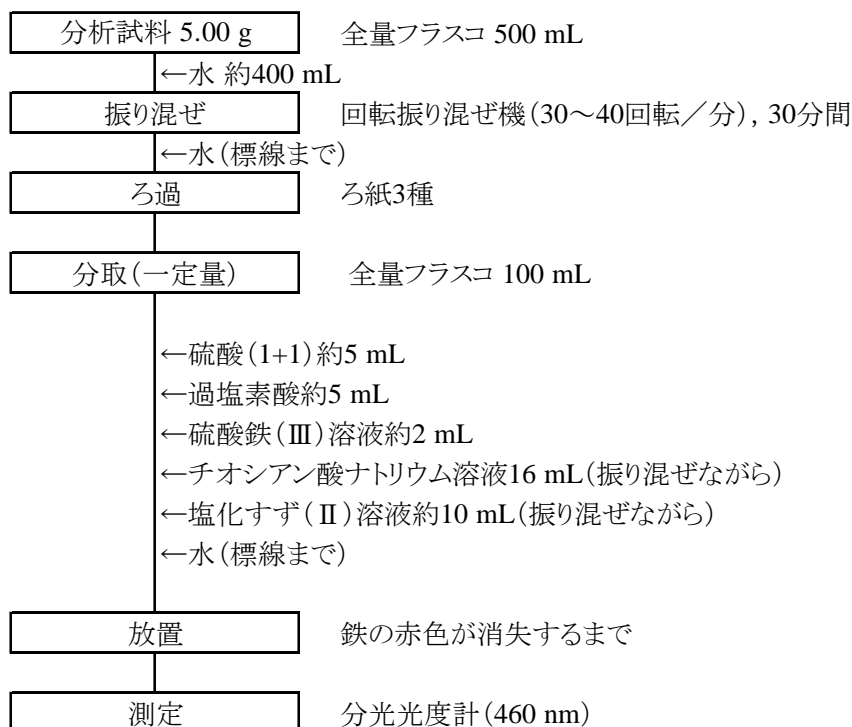 分析試料 5.00 g 全量フラスコ 500 mL
←水 約400 mL
振り混ぜ 回転振り混ぜ機(30～40回転／分), 30分間
←水(標線まで)
ろ過 ろ紙3種
分取(一定量) 全量フラスコ 100 mL
←硫酸(1+1)約5 mL
←過塩素酸約5 mL
←硫酸鉄(Ⅲ)溶液約2 mL
←チオシアン酸ナトリウム溶液16 mL(振り混ぜながら)
←塩化すず(Ⅱ)溶液約10 mL(振り混ぜながら)
←水(標線まで)
放置 鉄の赤色が消失するまで
測定 分光光度計(460 nm)